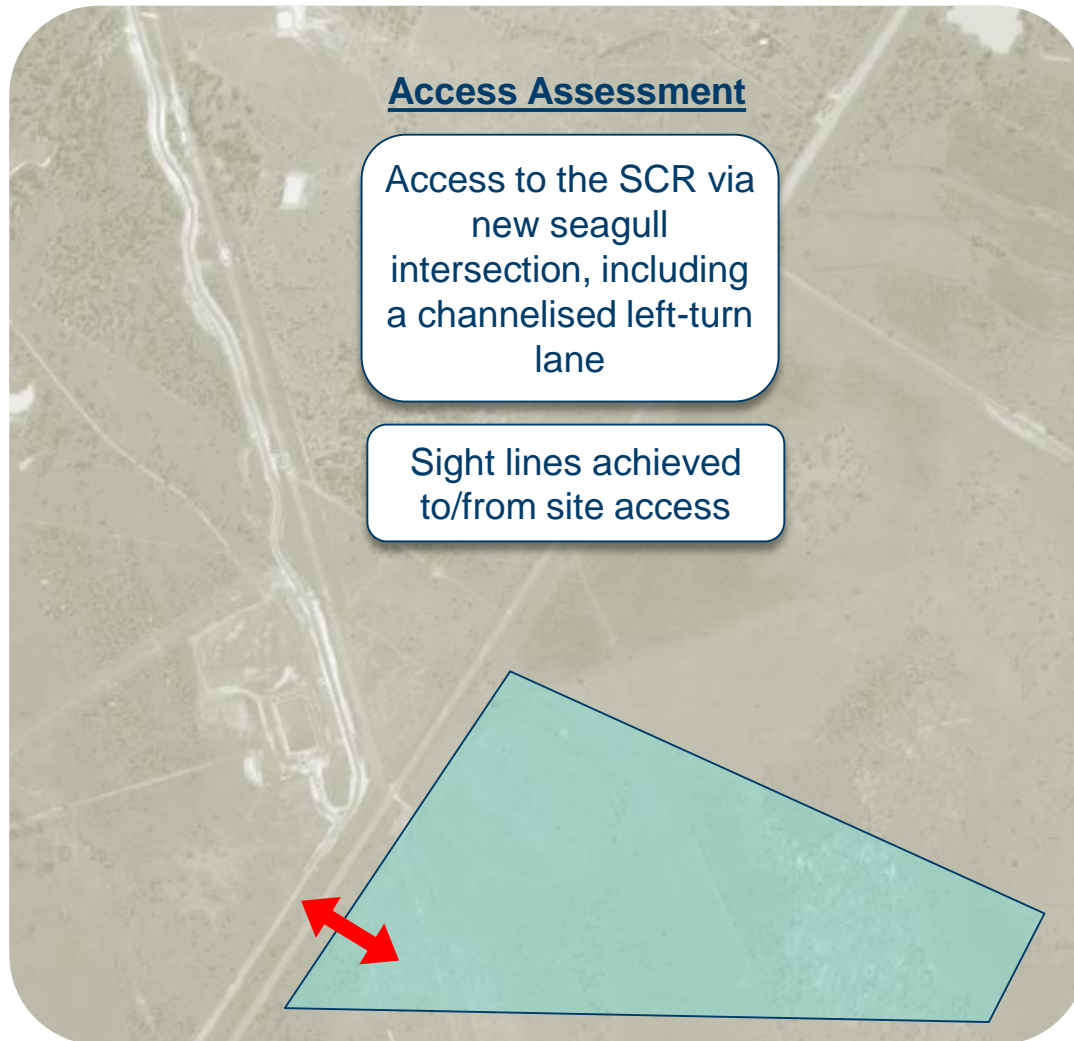 Access Assessment
Access to the SCR via
new seagull
intersection, including
a channelised left-turn
lane
Sight lines achieved
to/from site access